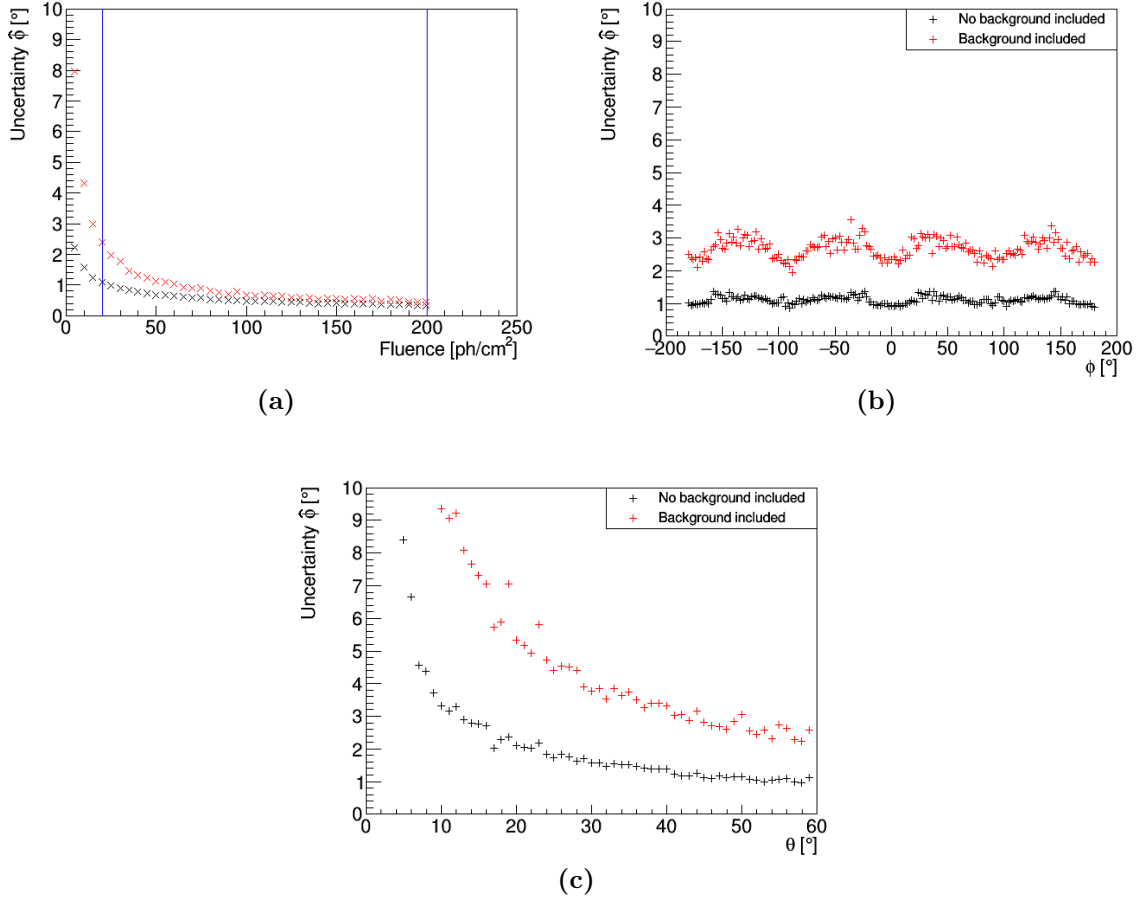 Uncertainty φ̂ [°]
10
9
8
7
6
5
4
3
2
1
0
0 50 100 150 200 250
Fluence [ph/cm²]
(a)
Uncertainty φ̂ [°]
10
9
8
7
6
5
4
3
2
1
0
No background included
Background included
−200 −150 −100 −50 0 50 100 150 200
ϕ [°]
(b)
Uncertainty φ̂ [°]
10
9
8
7
6
5
4
3
2
1
0
No background included
Background included
0 10 20 30 40 50 60
θ [°]
(c)